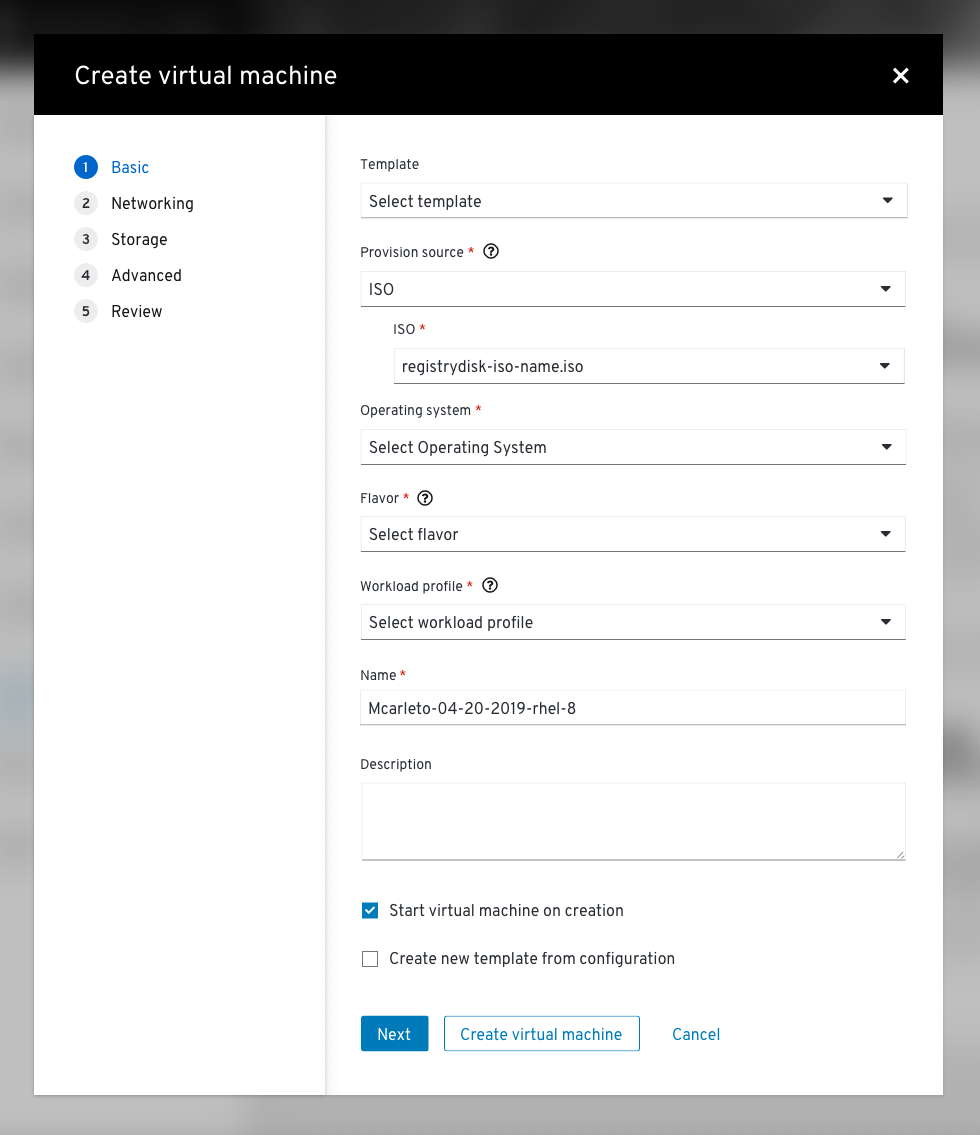 Create virtual machine
1 Basic
2 Networking
3 Storage
4 Advanced
5 Review
Template
Select template
Provision source *
ISO
ISO *
registrydisk-iso-name.iso
Operating system *
Select Operating System
Flavor *
Select flavor
Workload profile *
Select workload profile
Name *
Mcarleto-04-20-2019-rhel-8
Description
Start virtual machine on creation
Create new template from configuration
Next Create virtual machine Cancel